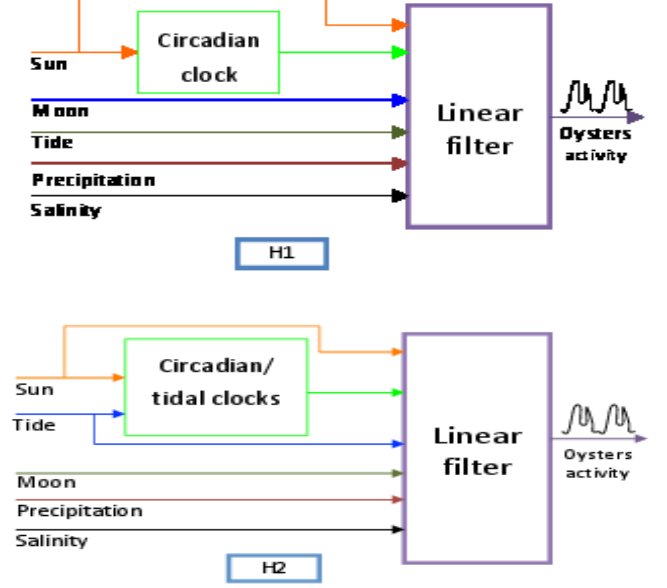 Circadian
clock
Sun
Moon
Tide
Precipitation
Salinity
Linear
filter
Oysters
activity
H1
Circadian/
tidal clocks
Sun
Tide
Moon
Precipitation
Salinity
Linear
filter
Oysters
activity
H2